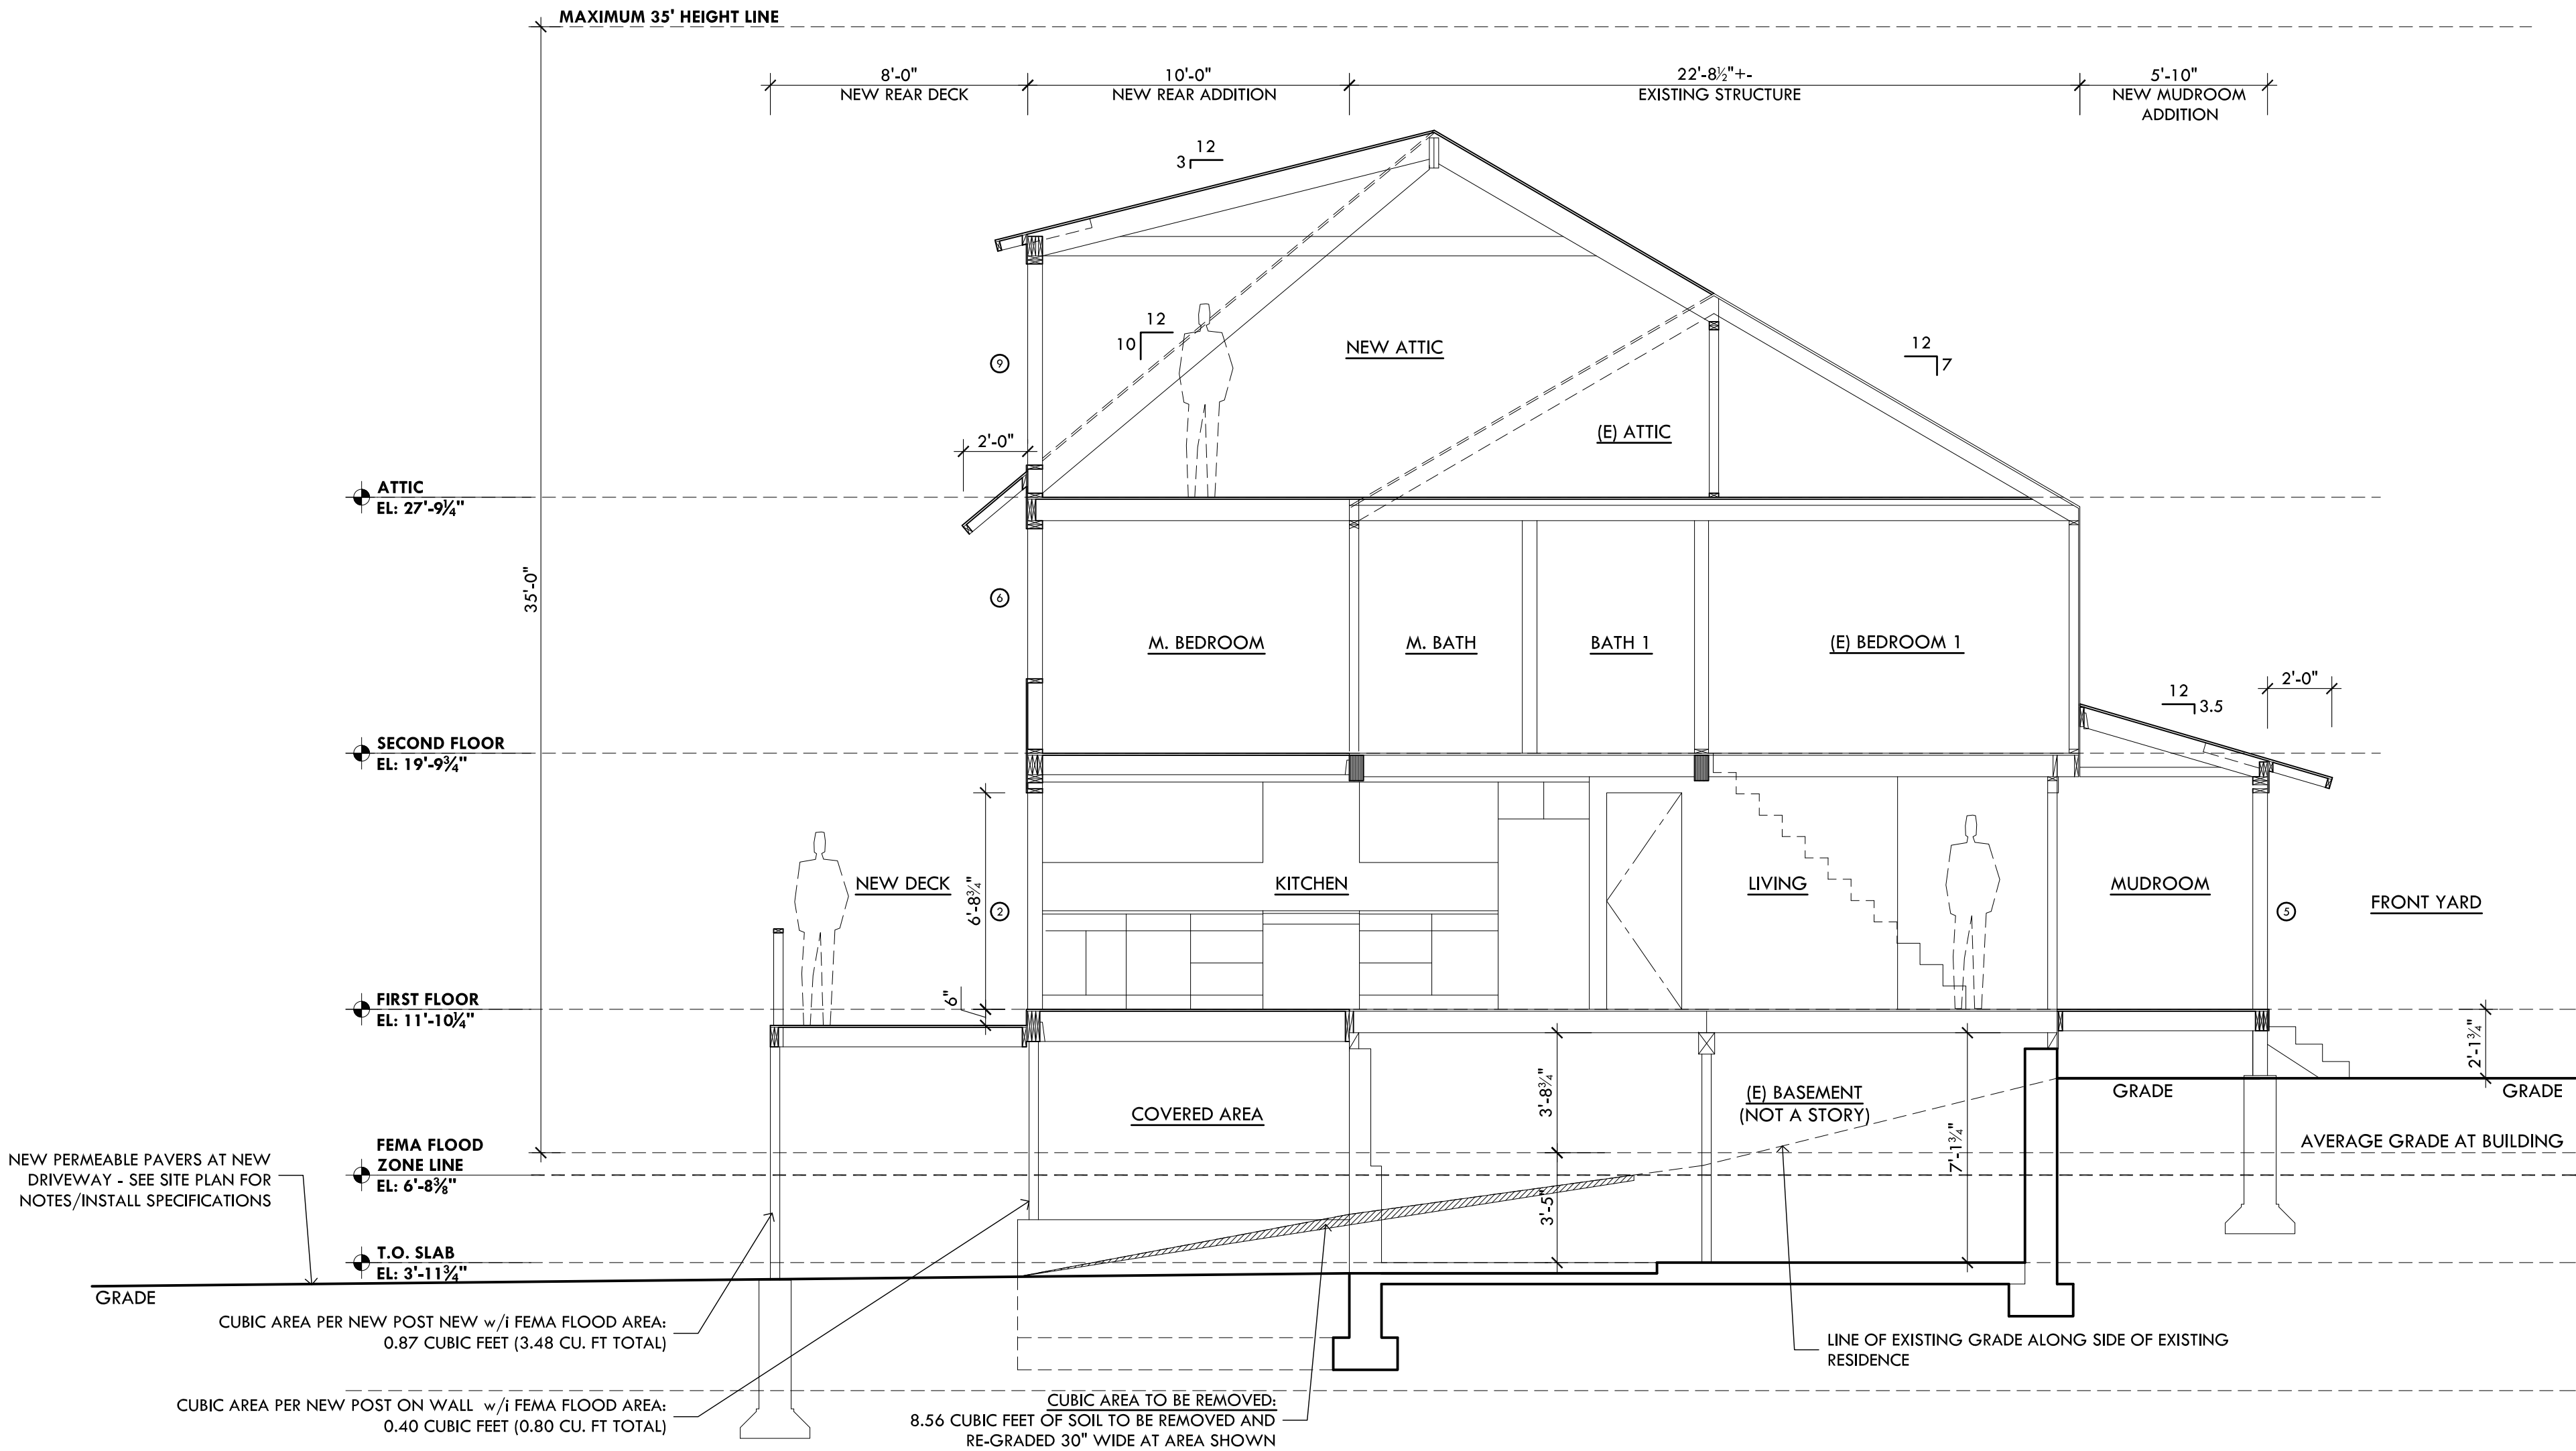 MAXIMUM 35' HEIGHT LINE
8'-0"
NEW REAR DECK
10'-0"
NEW REAR ADDITION
22'-8½"+-
EXISTING STRUCTURE
5'-10"
NEW MUDROOM
ADDITION
12
3
12
10
NEW ATTIC
12
7
9
(E) ATTIC
2'-0"
ATTIC
EL: 27'-9¼"
35'-0"
6
M. BEDROOM
M. BATH
BATH 1
(E) BEDROOM 1
2'-0"
12
3.5
SECOND FLOOR
EL: 19'-9¾"
NEW DECK
6'-8¾"
2
KITCHEN
LIVING
MUDROOM
5
FRONT YARD
6"
FIRST FLOOR
EL: 11'-10¼"
2'-1¾"
GRADE
GRADE
COVERED AREA
3'-8¾"
(E) BASEMENT
(NOT A STORY)
7'-1¾"
AVERAGE GRADE AT BUILDING
FEMA FLOOD
ZONE LINE
EL: 6'-8⅜"
NEW PERMEABLE PAVERS AT NEW
DRIVEWAY - SEE SITE PLAN FOR
NOTES/INSTALL SPECIFICATIONS
3'-5"
T.O. SLAB
EL: 3'-11¾"
GRADE
CUBIC AREA PER NEW POST NEW w/i FEMA FLOOD AREA:
0.87 CUBIC FEET (3.48 CU. FT TOTAL)
LINE OF EXISTING GRADE ALONG SIDE OF EXISTING
RESIDENCE
CUBIC AREA PER NEW POST ON WALL w/i FEMA FLOOD AREA:
0.40 CUBIC FEET (0.80 CU. FT TOTAL)
CUBIC AREA TO BE REMOVED:
8.56 CUBIC FEET OF SOIL TO BE REMOVED AND
RE-GRADED 30" WIDE AT AREA SHOWN